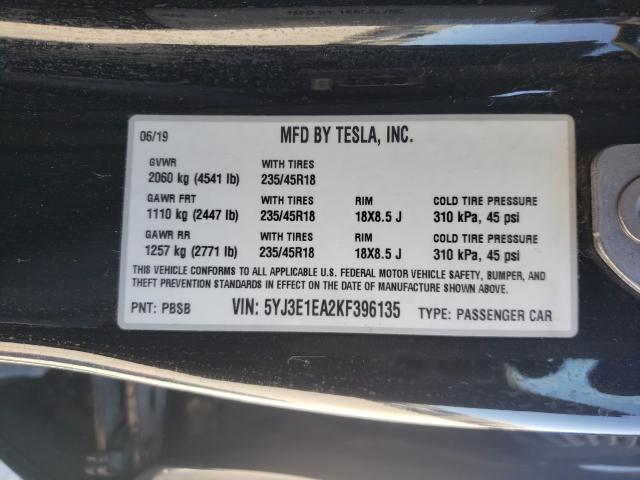 06/19 MFD BY TESLA, INC.
GVWR WITH TIRES
2060 kg (4541 lb) 235/45R18
GAWR FRT WITH TIRES RIM COLD TIRE PRESSURE
1110 kg (2447 lb) 235/45R18 18X8.5 J 310 kPa, 45 psi
GAWR RR WITH TIRES RIM COLD TIRE PRESSURE
1257 kg (2771 lb) 235/45R18 18X8.5 J 310 kPa, 45 psi
THIS VEHICLE CONFORMS TO ALL APPLICABLE U.S. FEDERAL MOTOR VEHICLE SAFETY, BUMPER, AND
THEFT PREVENTION STANDARDS IN EFFECT ON THE DATE OF MANUFACTURE SHOWN ABOVE.
PNT: PBSB VIN: 5YJ3E1EA2KF396135 TYPE: PASSENGER CAR